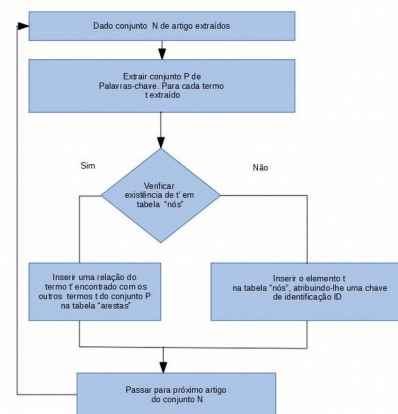 Dado conjunto N de artigo extraídos
Extrair conjunto P de
Palavras-chave. Para cada termo
t extraído
Sim
Não
Verificar
existência de t' em
tabela "nós"
Inserir uma relação do
termo t' encontrado com os
outros termos t do conjunto P
na tabela "arestas"
Inserir o elemento t
na tabela "nós", atribuindo-lhe uma chave
de identificação ID
Passar para próximo artigo
do conjunto N